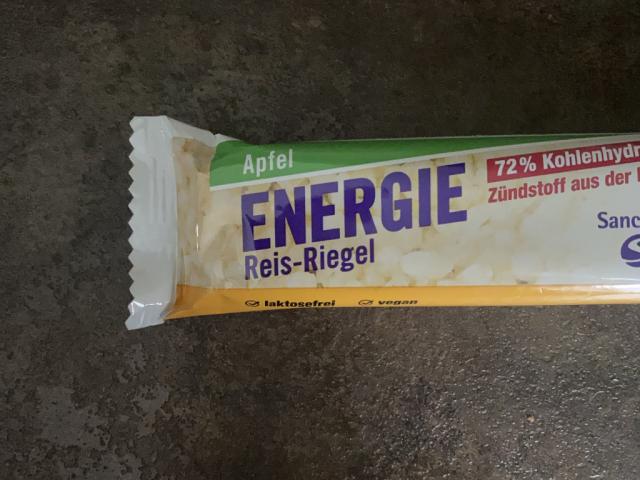 Apfel
72% Kohlenhydr
ENERGIE
Zündstoff aus der
Reis-Riegel
Sanc
laktosefrei vegan